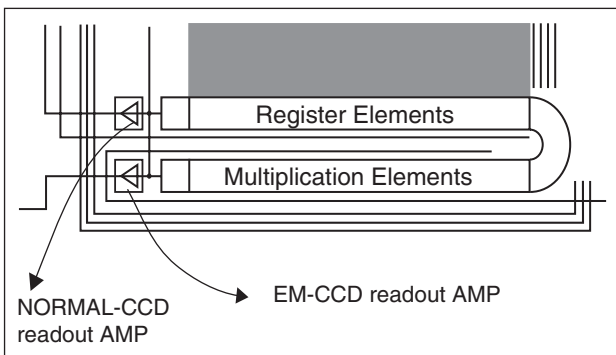 Register Elements
Multiplication Elements
NORMAL-CCD
readout AMP
EM-CCD readout AMP